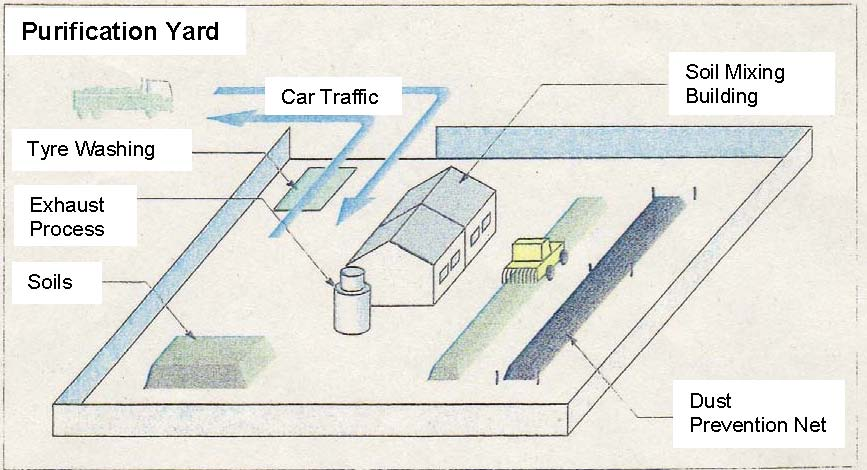 Purification Yard
Car Traffic
Soil Mixing
Building
Tyre Washing
Exhaust
Process
Soils
Dust
Prevention Net